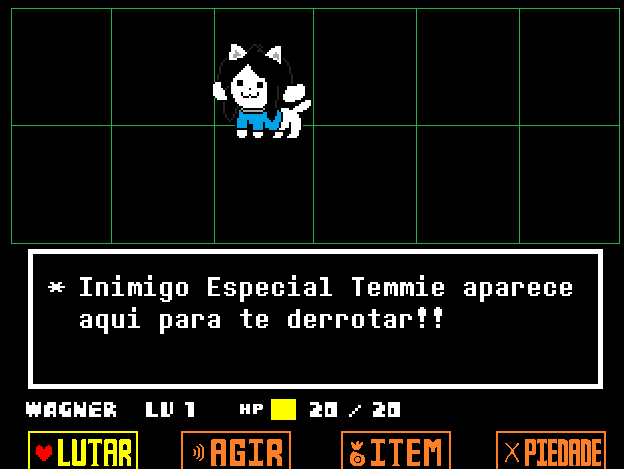 * Inimigo Especial Temmie aparece
aqui para te derrotar!!
WAGNER LV 1 HP 20 / 20
LUTAR AGIR ITEM PIEDADE